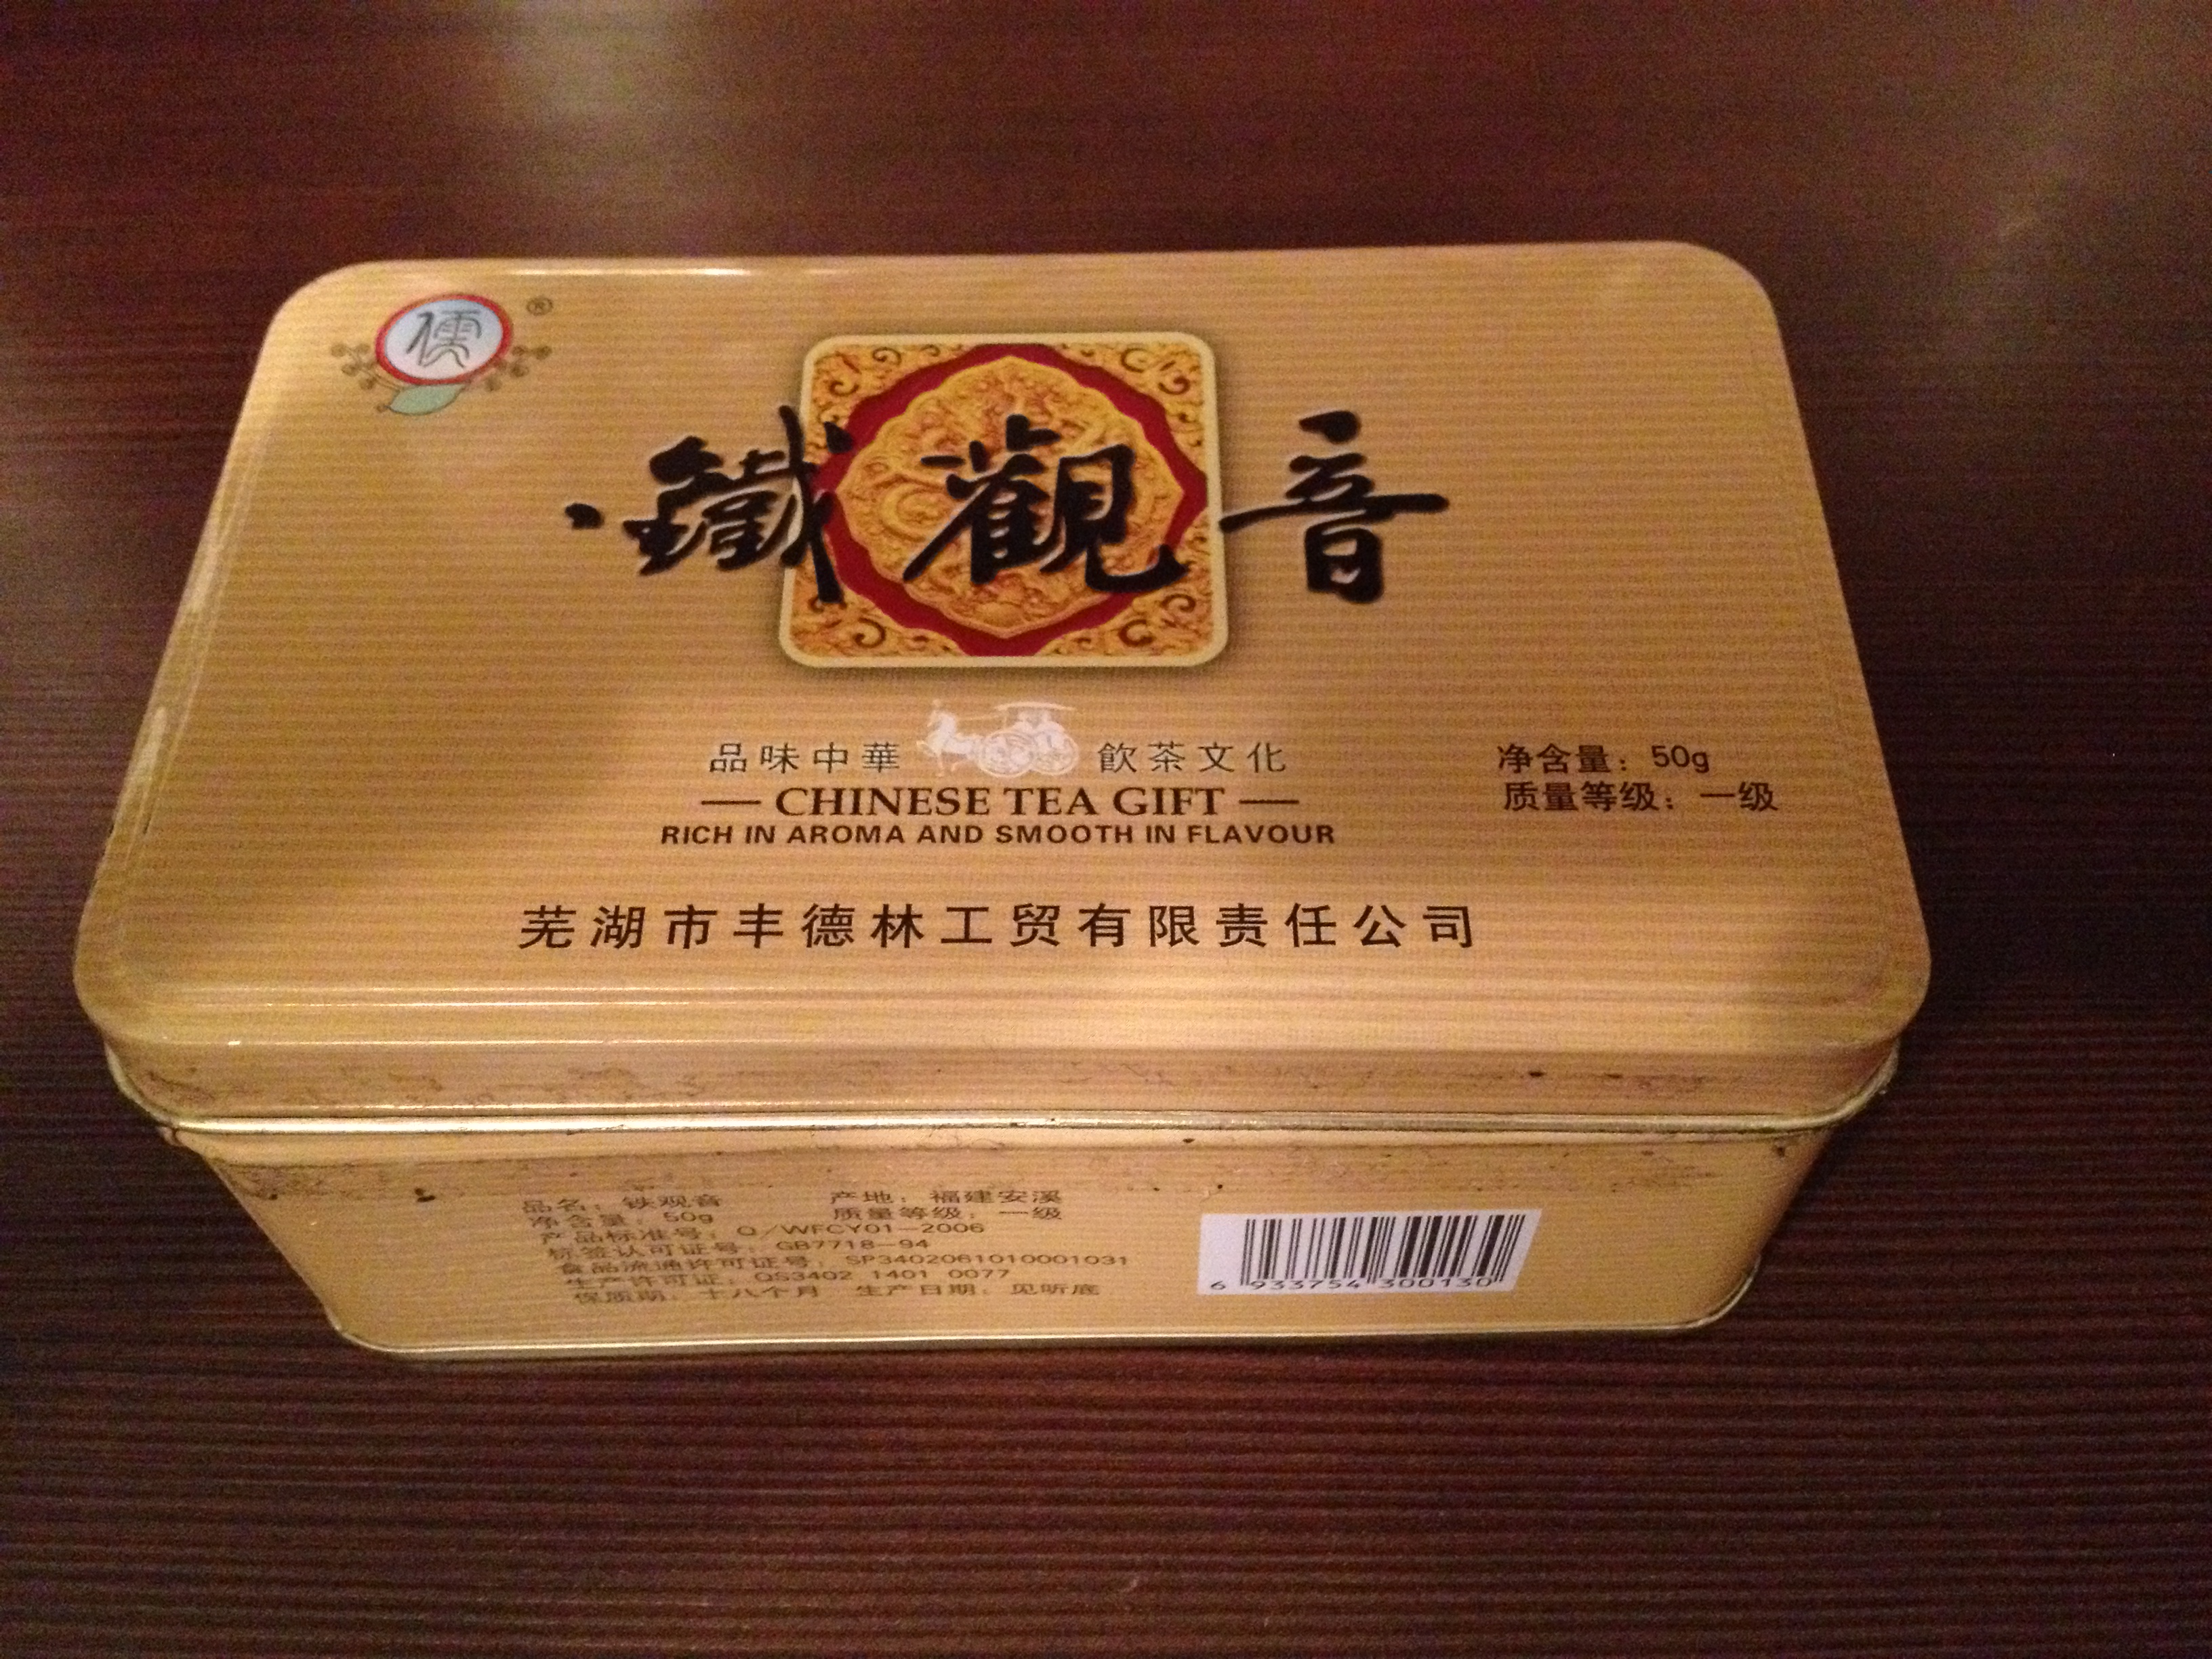 儒 ®
鐵觀音
品味中華 飲茶文化
CHINESE TEA GIFT
RICH IN AROMA AND SMOOTH IN FLAVOUR
净含量：50g
质量等级：一级
芜湖市丰德林工贸有限责任公司
品名：铁观音 产地：福建安溪
净含量：50g 质量等级：一级
产品标准号：Q/WFCY01-2006
标签认可证号：GB7718-94
食品流通许可证号：SP3402061010001031
生产许可证：QS3402 1401 0077
保质期：十八个月 生产日期：见听底
6 933754 300130